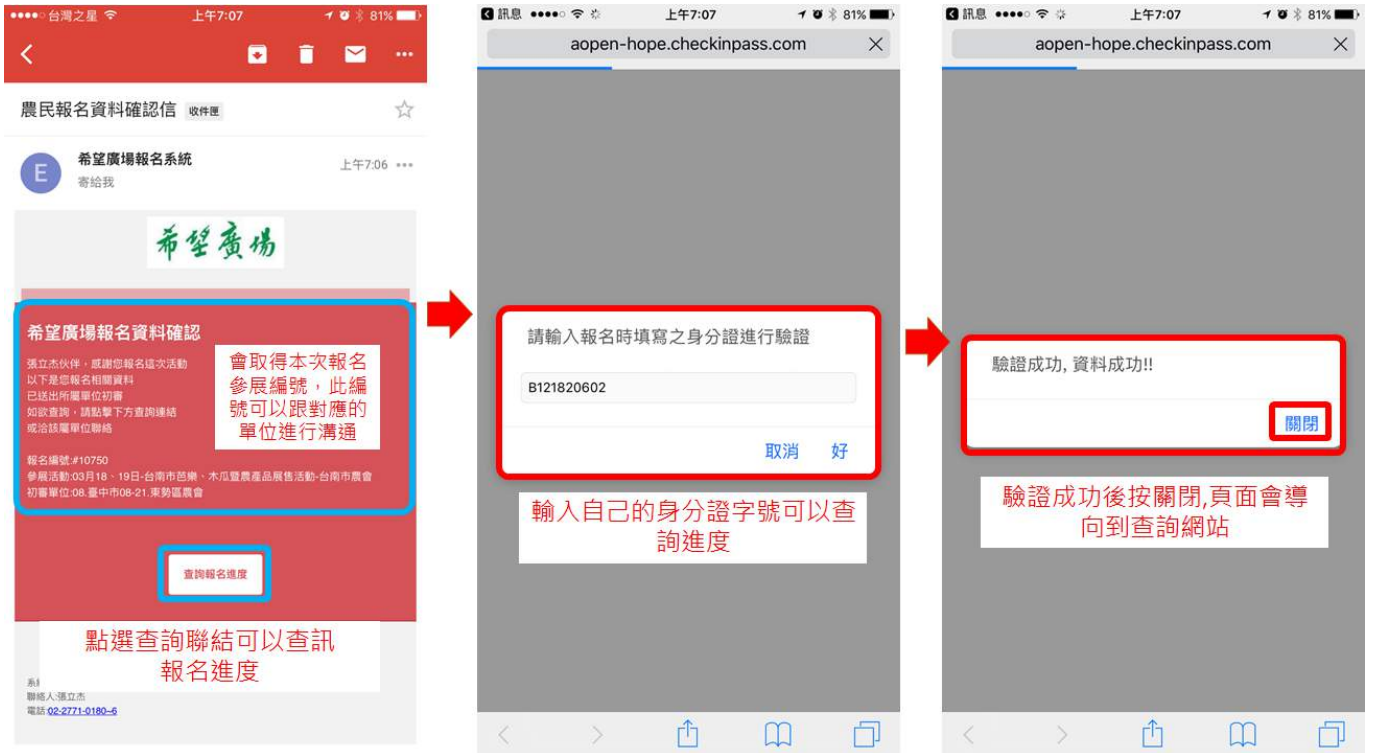 台灣之星
上午7:07
81%
農民報名資料確認信 收件匣
E
希望廣場報名系統
上午7:06
寄給我
希望廣場
希望廣場報名資料確認
張立杰伙伴，感謝您報名這次活動
以下是您報名相關資料
已送出所屬單位初審
如欲查詢，請點擊下方查詢連結
或洽該屬單位聯絡
報名編號:#10750
參展活動:03月18、19日-台南市芭樂、木瓜暨農產品展售活動-台南市農會
初審單位:08.臺中市08-21.東勢區農會
會取得本次報名
參展編號，此編
號可以跟對應的
單位進行溝通
查詢報名進度
點選查詢聯結可以查訊
報名進度
聯絡人:張立杰
電話:02-2771-0180~6
訊息
上午7:07
81%
aopen-hope.checkinpass.com
請輸入報名時填寫之身分證進行驗證
B121820602
取消 好
輸入自己的身分證字號可以查
詢進度
訊息
上午7:07
81%
aopen-hope.checkinpass.com
驗證成功, 資料成功!!
關閉
驗證成功後按關閉,頁面會導
向到查詢網站